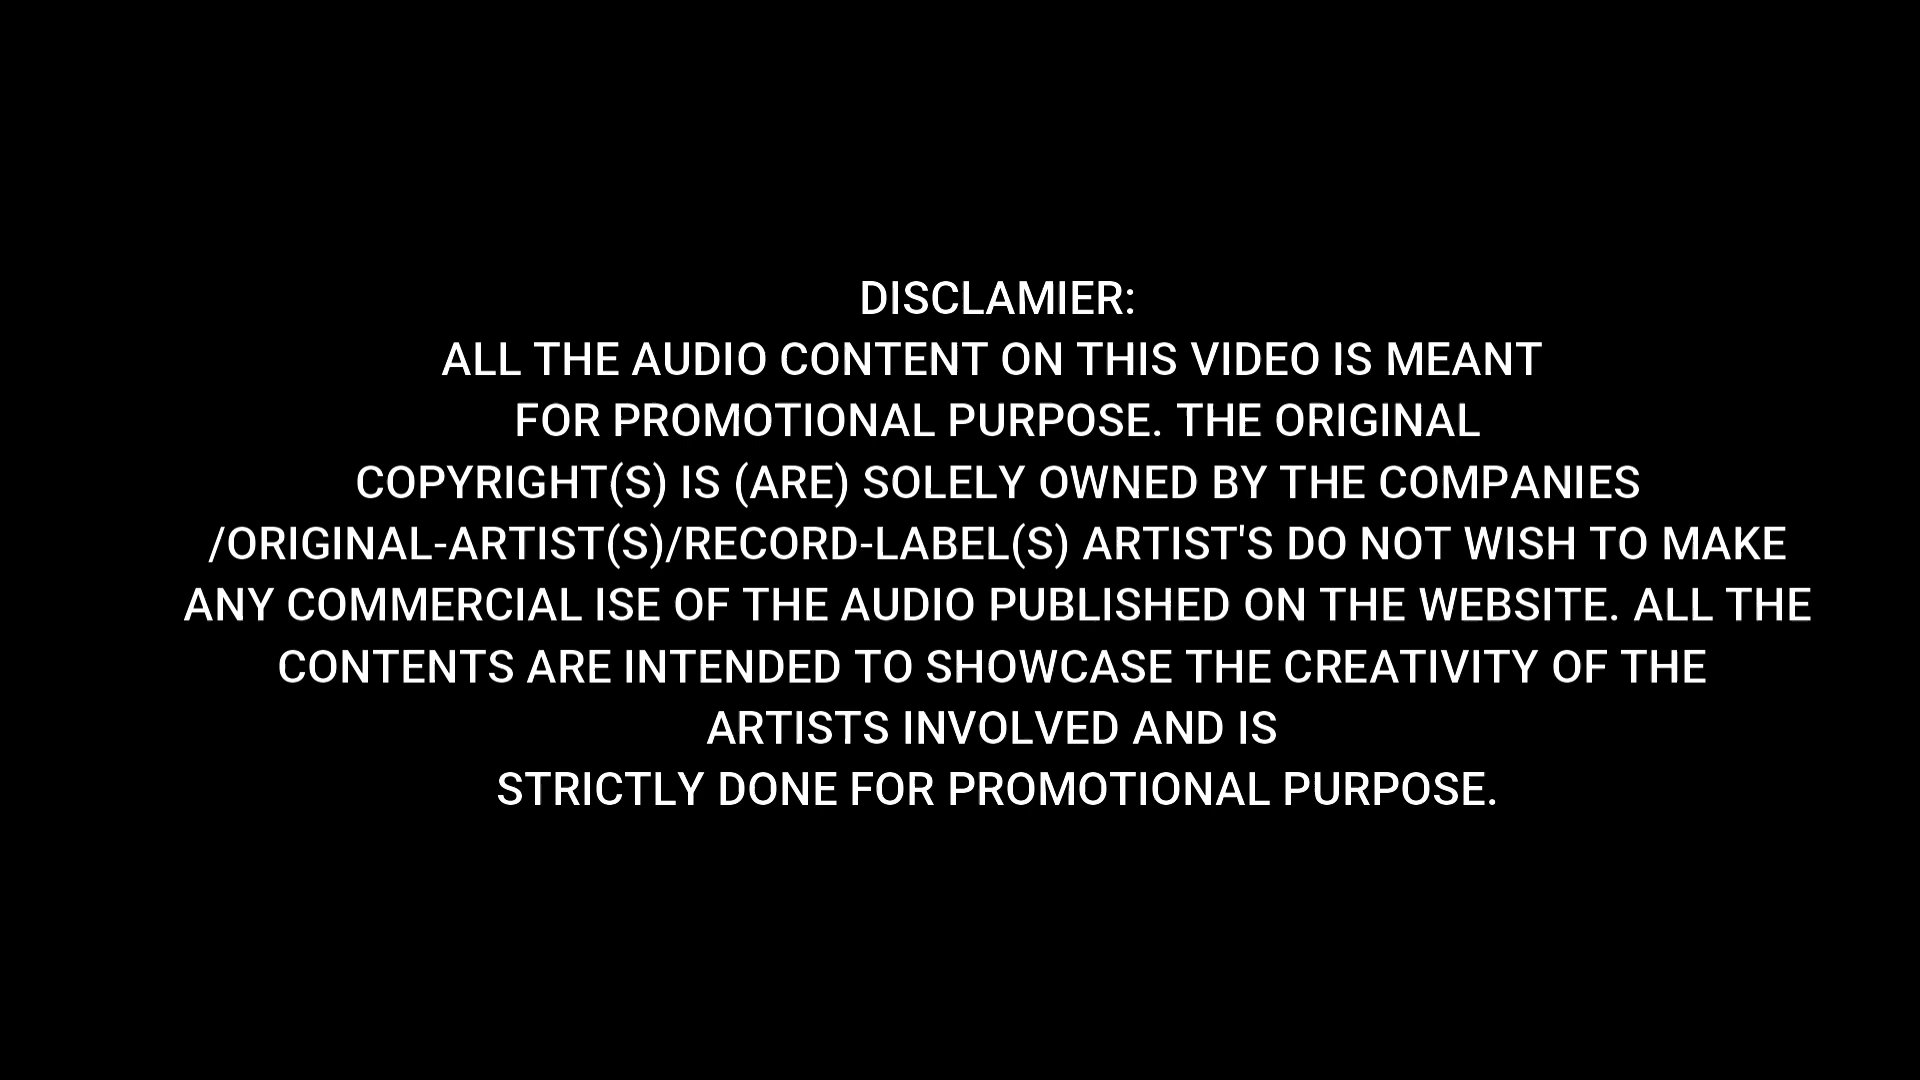 DISCLAMIER:
ALL THE AUDIO CONTENT ON THIS VIDEO IS MEANT
FOR PROMOTIONAL PURPOSE. THE ORIGINAL
COPYRIGHT(S) IS (ARE) SOLELY OWNED BY THE COMPANIES
/ORIGINAL-ARTIST(S)/RECORD-LABEL(S) ARTIST'S DO NOT WISH TO MAKE
ANY COMMERCIAL ISE OF THE AUDIO PUBLISHED ON THE WEBSITE. ALL THE
CONTENTS ARE INTENDED TO SHOWCASE THE CREATIVITY OF THE
ARTISTS INVOLVED AND IS
STRICTLY DONE FOR PROMOTIONAL PURPOSE.